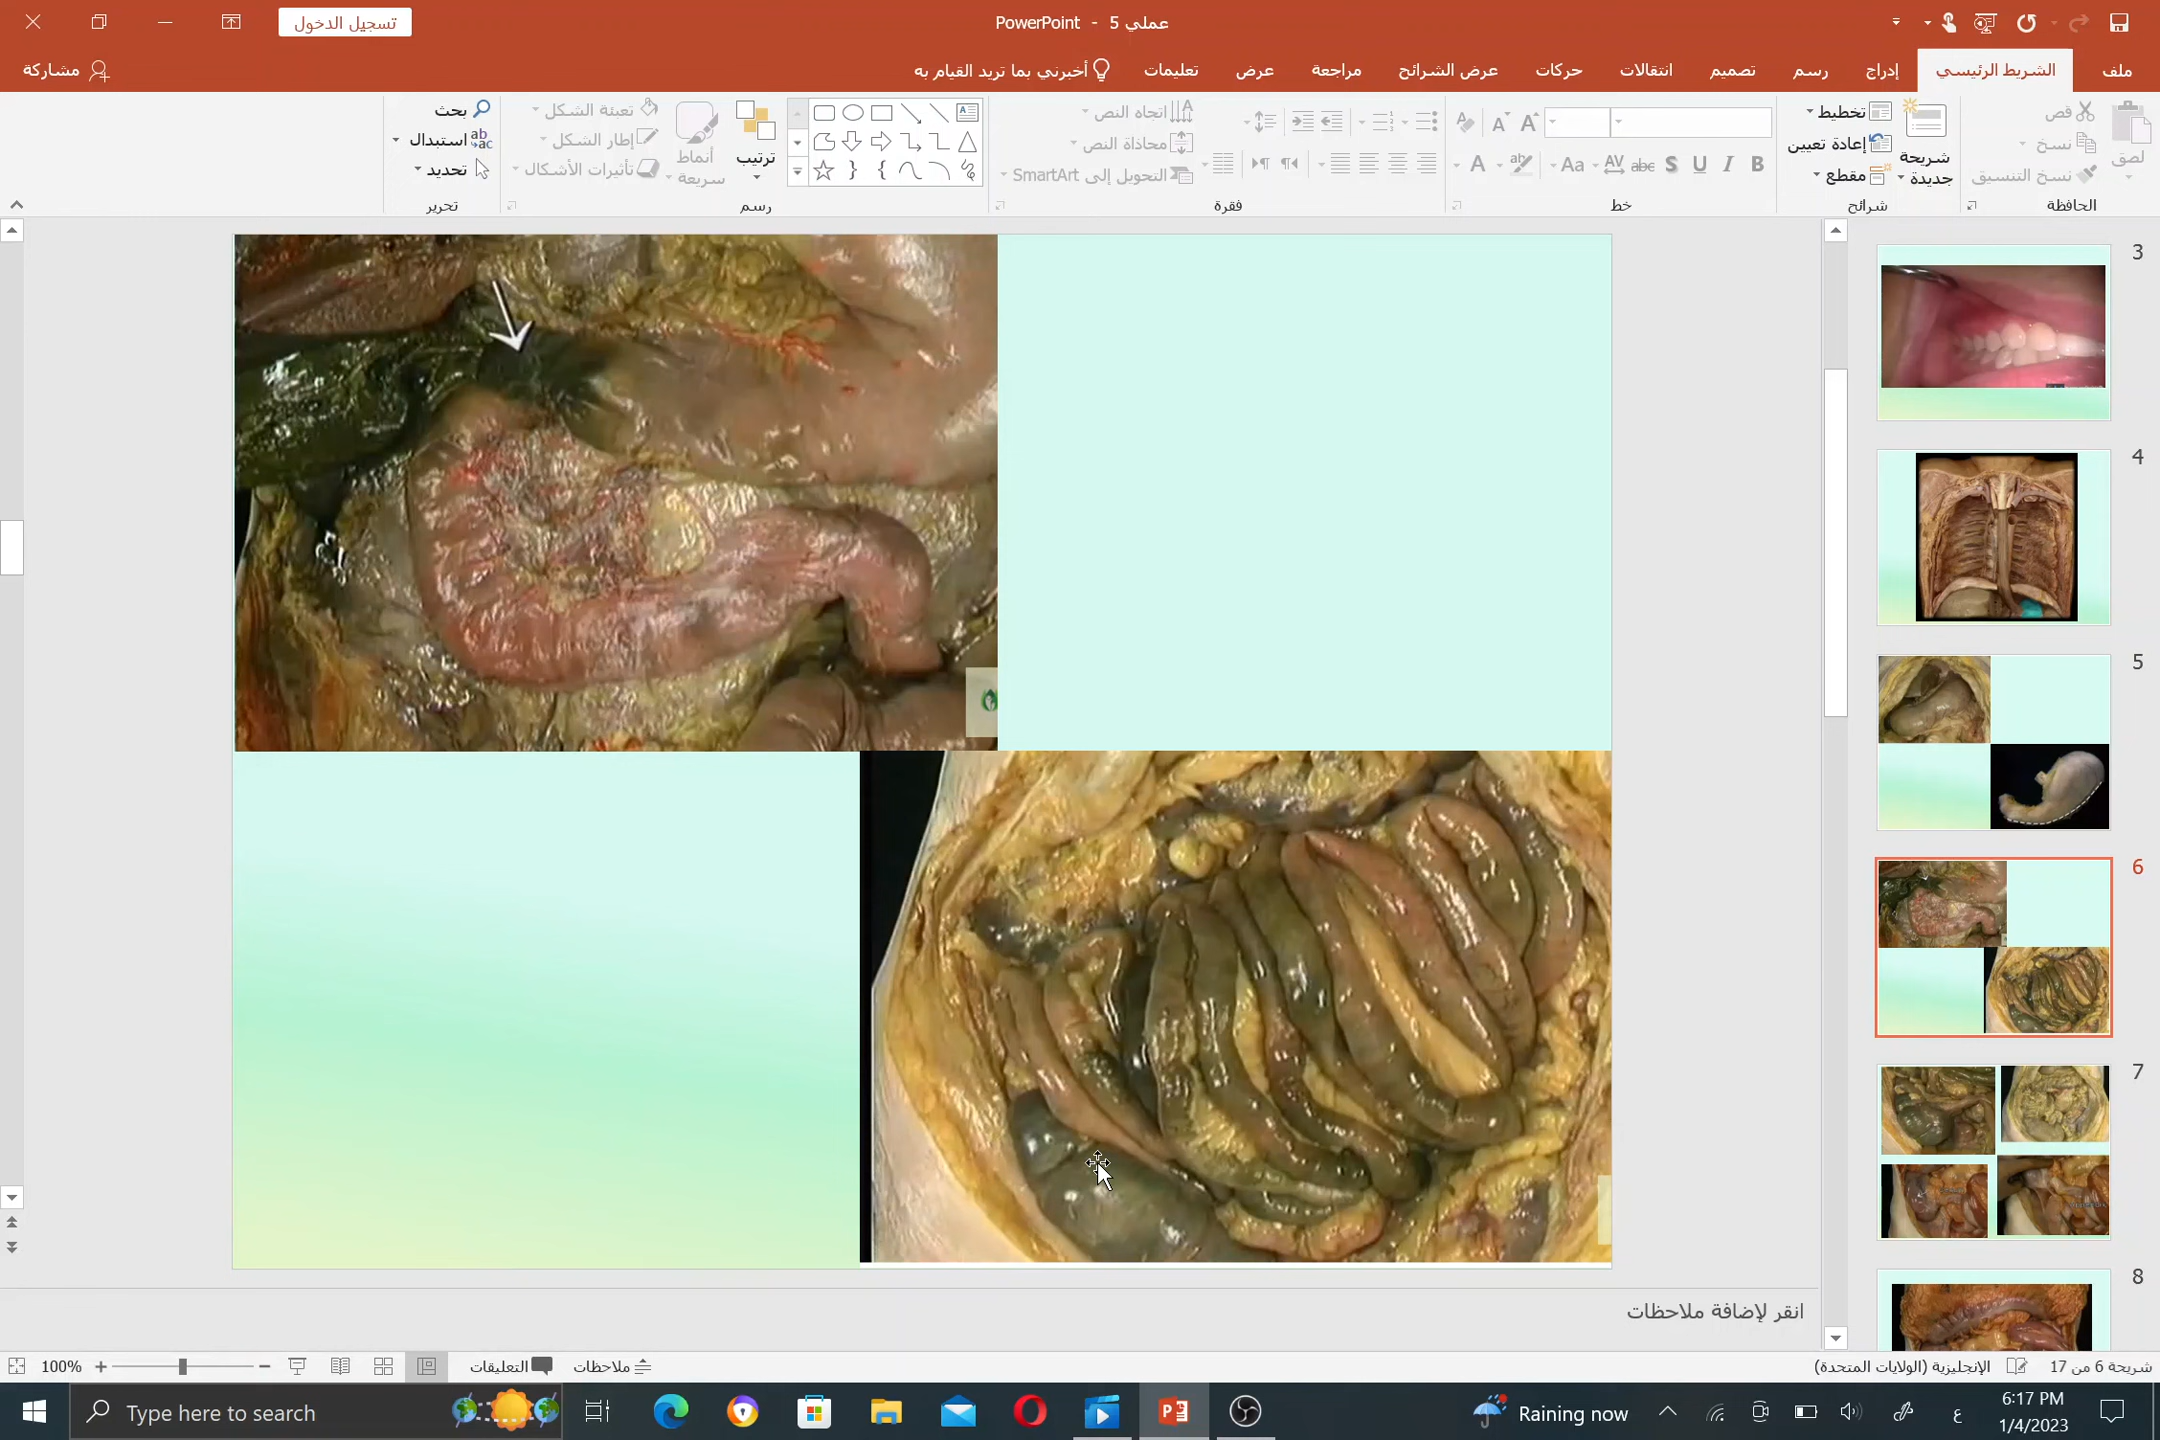 تسجيل الدخول
عملي 5 - PowerPoint
ملف
الشريط الرئيسي
إدراج
رسم
تصميم
انتقالات
حركات
عرض الشرائح
مراجعة
عرض
تعليمات
أخبرني بما تريد القيام به
مشاركة
لصق
قص
نسخ
نسخ التنسيق
الحافظة
شريحة جديدة
تخطيط
إعادة تعيين
مقطع
شرائح
B I U S abc AV Aa A
A A
خط
اتجاه النص
محاذاة النص
التحويل إلى SmartArt
فقرة
ترتيب
أنماط سريعة
تعبئة الشكل
إطار الشكل
تأثيرات الأشكال
رسم
بحث
استبدال
تحديد
تحرير
3
4
5
6
7
8
انقر لإضافة ملاحظات
شريحة 6 من 17
الإنجليزية (الولايات المتحدة)
ملاحظات
التعليقات
100%
Type here to search
Raining now
ع
6:17 PM
1/4/2023